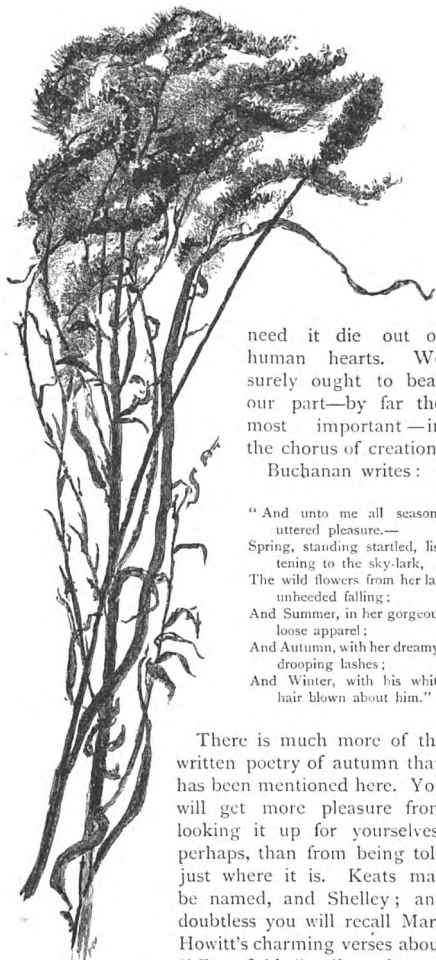 need it die out o
human hearts. We
surely ought to bea
our part—by far the
most important—in
the chorus of creation
Buchanan writes:
"And unto me all season
uttered pleasure.—
Spring, standing startled, lis
tening to the sky-lark,
The wild flowers from her la
unheeded falling;
And Summer, in her gorgeou
loose apparel;
And Autumn, with her dreamy
drooping lashes;
And Winter, with his whit
hair blown about him."
There is much more of th
written poetry of autumn tha
has been mentioned here. Yo
will get more pleasure from
looking it up for yourselves
perhaps, than from being tol
just where it is. Keats ma
be named, and Shelley; an
doubtless you will recall Mar
Howitt's charming verses abou